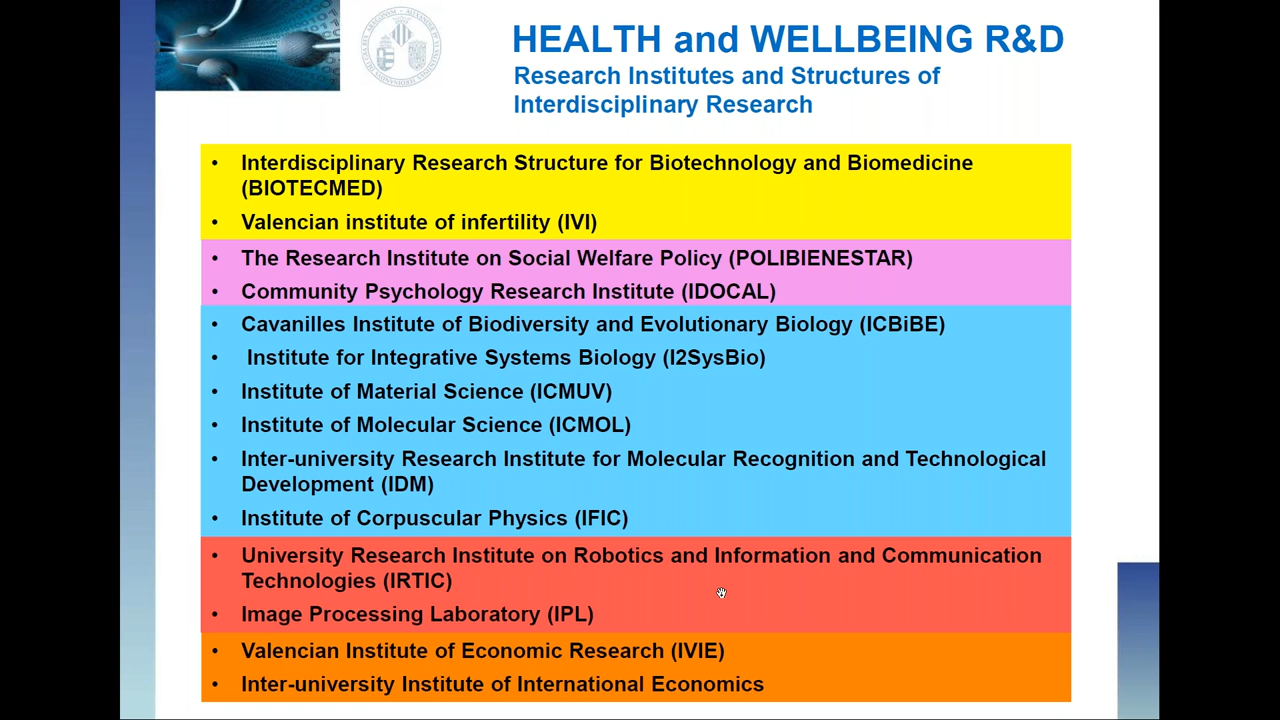 HEALTH and WELLBEING R&D
Research Institutes and Structures of
Interdisciplinary Research
• Interdisciplinary Research Structure for Biotechnology and Biomedicine
(BIOTECMED)
• Valencian institute of infertility (IVI)
• The Research Institute on Social Welfare Policy (POLIBIENESTAR)
• Community Psychology Research Institute (IDOCAL)
• Cavanilles Institute of Biodiversity and Evolutionary Biology (ICBiBE)
• Institute for Integrative Systems Biology (I2SysBio)
• Institute of Material Science (ICMUV)
• Institute of Molecular Science (ICMOL)
• Inter-university Research Institute for Molecular Recognition and Technological
Development (IDM)
• Institute of Corpuscular Physics (IFIC)
• University Research Institute on Robotics and Information and Communication
Technologies (IRTIC)
• Image Processing Laboratory (IPL)
• Valencian Institute of Economic Research (IVIE)
• Inter-university Institute of International Economics